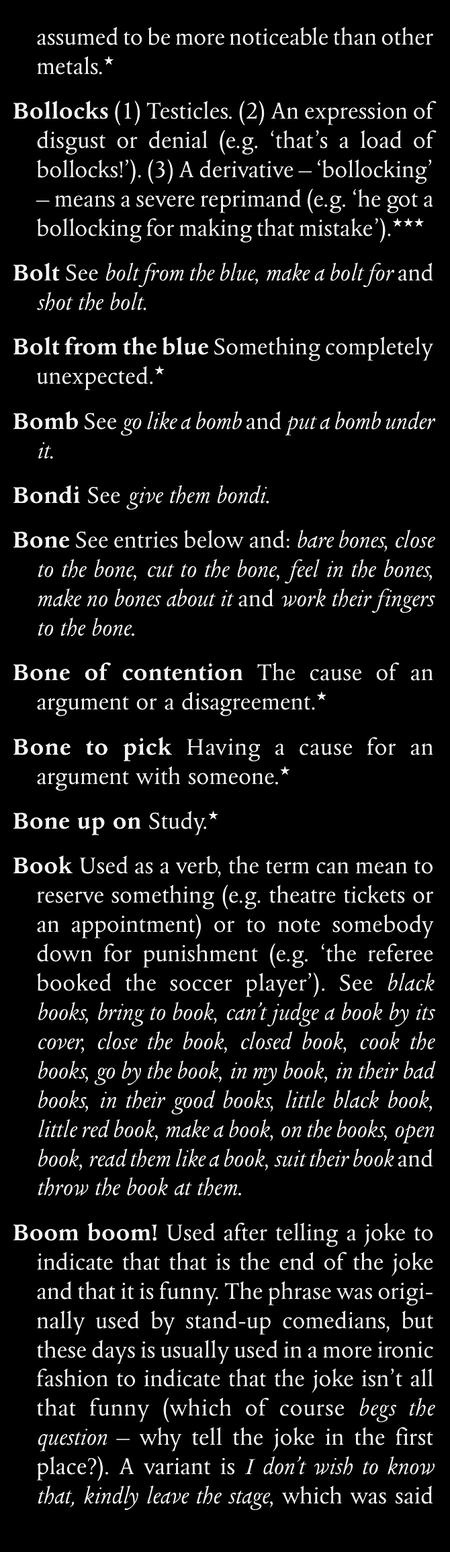 assumed to be more noticeable than other
metals.★
Bollocks (1) Testicles. (2) An expression of
disgust or denial (e.g. ‘that’s a load of
bollocks!’). (3) A derivative – ‘bollocking’
– means a severe reprimand (e.g. ‘he got a
bollocking for making that mistake’).★★★
Bolt See bolt from the blue, make a bolt for and
shot the bolt.
Bolt from the blue Something completely
unexpected.★
Bomb See go like a bomb and put a bomb under
it.
Bondi See give them bondi.
Bone See entries below and: bare bones, close
to the bone, cut to the bone, feel in the bones,
make no bones about it and work their fingers
to the bone.
Bone of contention The cause of an
argument or a disagreement.★
Bone to pick Having a cause for an
argument with someone.★
Bone up on Study.★
Book Used as a verb, the term can mean to
reserve something (e.g. theatre tickets or
an appointment) or to note somebody
down for punishment (e.g. ‘the referee
booked the soccer player’). See black
books, bring to book, can’t judge a book by its
cover, close the book, closed book, cook the
books, go by the book, in my book, in their bad
books, in their good books, little black book,
little red book, make a book, on the books, open
book, read them like a book, suit their book and
throw the book at them.
Boom boom! Used after telling a joke to
indicate that that is the end of the joke
and that it is funny. The phrase was origi-
nally used by stand-up comedians, but
these days is usually used in a more ironic
fashion to indicate that the joke isn’t all
that funny (which of course begs the
question – why tell the joke in the first
place?). A variant is I don’t wish to know
that, kindly leave the stage, which was said